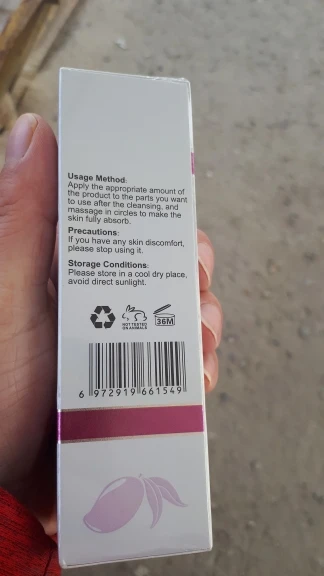 Usage Method:
Apply the appropriate amount of
the product to the parts you want
to use after the cleansing, and
massage in circles to make the
skin fully absorb.
Precautions:
If you have any skin discomfort,
please stop using it.
Storage Conditions:
Please store in a cool dry place,
avoid direct sunlight.
NOT TESTED
ON ANIMALS
36M
6 972919 661549